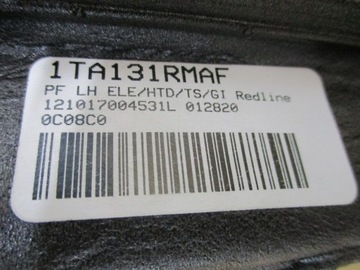 1TA131RMAF
PF LH ELE/HTD/TS/GI Redline
121017004531L 012820
0C08C0